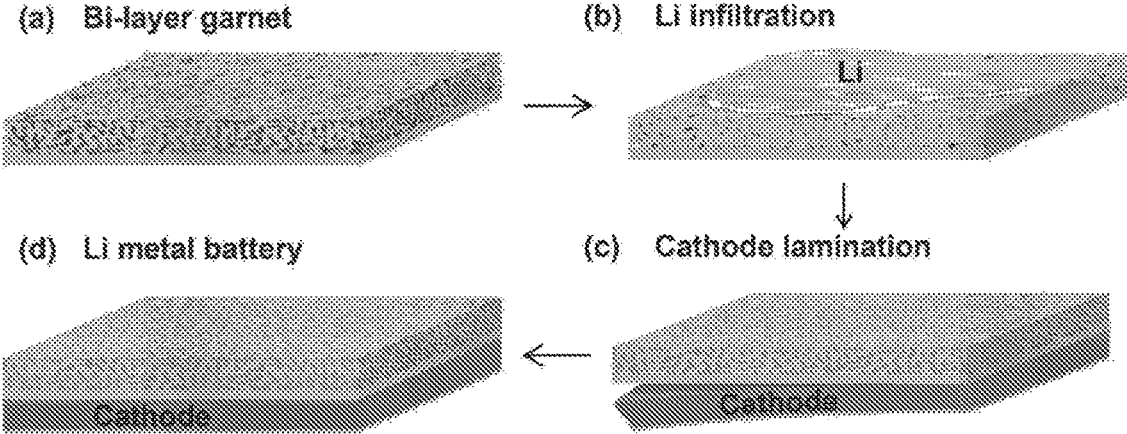 (a) Bi-layer garnet
(b) Li infiltration
Li
(d) Li metal battery
(c) Cathode lamination
Cathode
Cathode